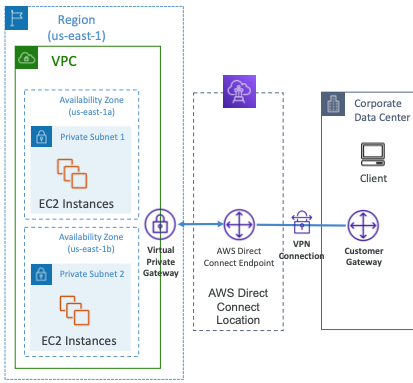 Region
(us-east-1)
VPC
Availability Zone
(us-east-1a)
Private Subnet 1
EC2 Instances
Availability Zone
(us-east-1b)
Private Subnet 2
EC2 Instances
Virtual
Private
Gateway
AWS Direct
Connect Endpoint
AWS Direct
Connect
Location
VPN
Connection
Corporate
Data Center
Client
Customer
Gateway